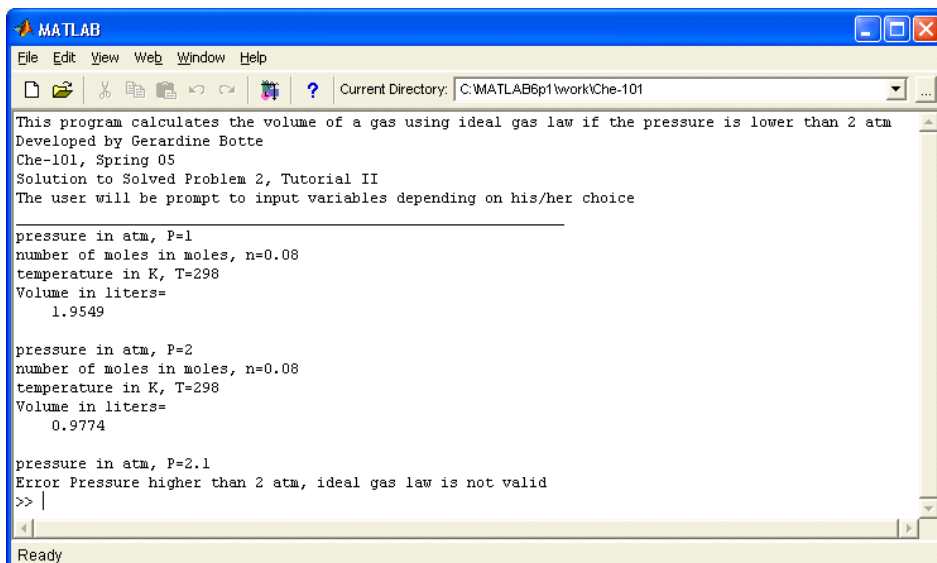 MATLAB
File Edit View Web Window Help
? Current Directory: C:\MATLAB6p1\work\Che-101 ...
This program calculates the volume of a gas using ideal gas law if the pressure is lower than 2 atm
Developed by Gerardine Botte
Che-101, Spring 05
Solution to Solved Problem 2, Tutorial II
The user will be prompt to input variables depending on his/her choice
pressure in atm, P=1
number of moles in moles, n=0.08
temperature in K, T=298
Volume in liters=
1.9549
pressure in atm, P=2
number of moles in moles, n=0.08
temperature in K, T=298
Volume in liters=
0.9774
pressure in atm, P=2.1
Error Pressure higher than 2 atm, ideal gas law is not valid
>>
Ready